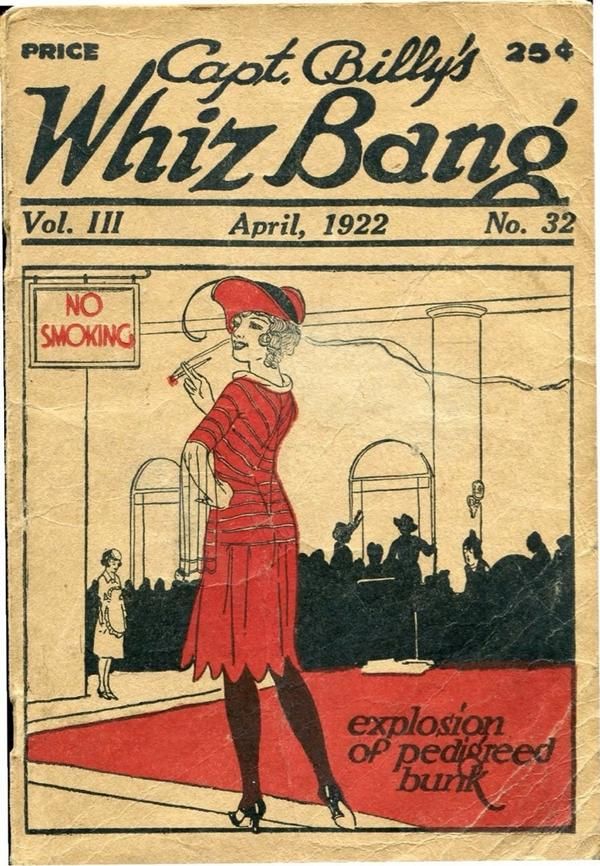 PRICE Capt. Billy's 25¢
Whiz Bang
Vol. III April, 1922 No. 32
NO
SMOKING
explosion
of pedigreed
bunk